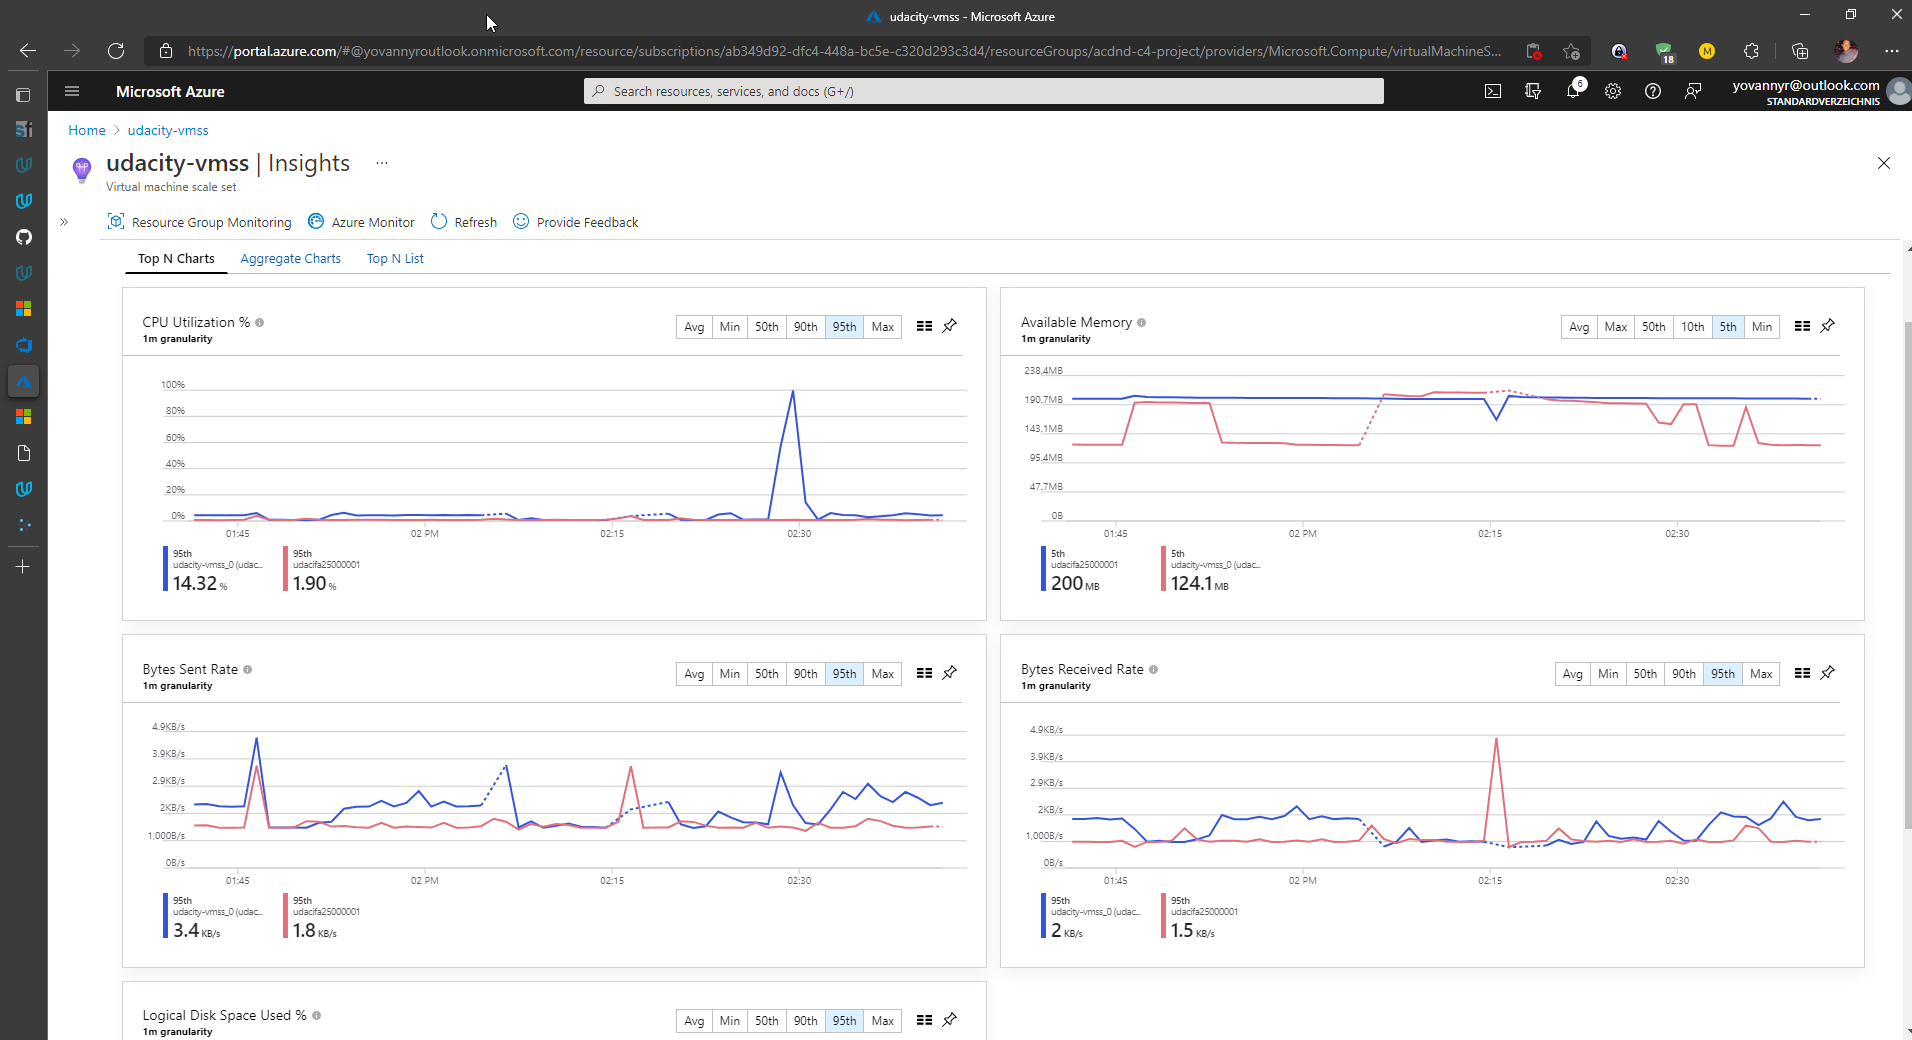 udacity-vmss - Microsoft Azure
https://portal.azure.com/#@yovannyroutlook.onmicrosoft.com/resource/subscriptions/ab349d92-dfc4-448a-bc5e-c320d293c3d4/resourceGroups/acdnd-c4-project/providers/Microsoft.Compute/virtualMachineS...
18
M
Microsoft Azure
Search resources, services, and docs (G+/)
6
yovannyr@outlook.com
STANDARDVERZEICHNIS
Home > udacity-vmss
udacity-vmss | Insights ...
Virtual machine scale set
Resource Group Monitoring Azure Monitor Refresh Provide Feedback
Top N Charts Aggregate Charts Top N List
CPU Utilization %
1m granularity
Avg Min 50th 90th 95th Max
100%
80%
60%
40%
20%
0%
01:45 02 PM 02:15 02:30
95th
udacity-vmss_0 (udac...
14.32 %
95th
udacifa25000001
1.90 %
Available Memory
1m granularity
Avg Max 50th 10th 5th Min
238.4MB
190.7MB
143.1MB
95.4MB
47.7MB
0B
01:45 02 PM 02:15 02:30
5th
udacifa25000001
200 MB
5th
udacity-vmss_0 (udac...
124.1 MB
Bytes Sent Rate
1m granularity
Avg Min 50th 90th 95th Max
4.9KB/s
3.9KB/s
2.9KB/s
2KB/s
1,000B/s
0B/s
01:45 02 PM 02:15 02:30
95th
udacity-vmss_0 (udac...
3.4 KB/s
95th
udacifa25000001
1.8 KB/s
Bytes Received Rate
1m granularity
Avg Min 50th 90th 95th Max
4.9KB/s
3.9KB/s
2.9KB/s
2KB/s
1,000B/s
0B/s
01:45 02 PM 02:15 02:30
95th
udacity-vmss_0 (udac...
2 KB/s
95th
udacifa25000001
1.5 KB/s
Logical Disk Space Used %
1m granularity
Avg Min 50th 90th 95th Max